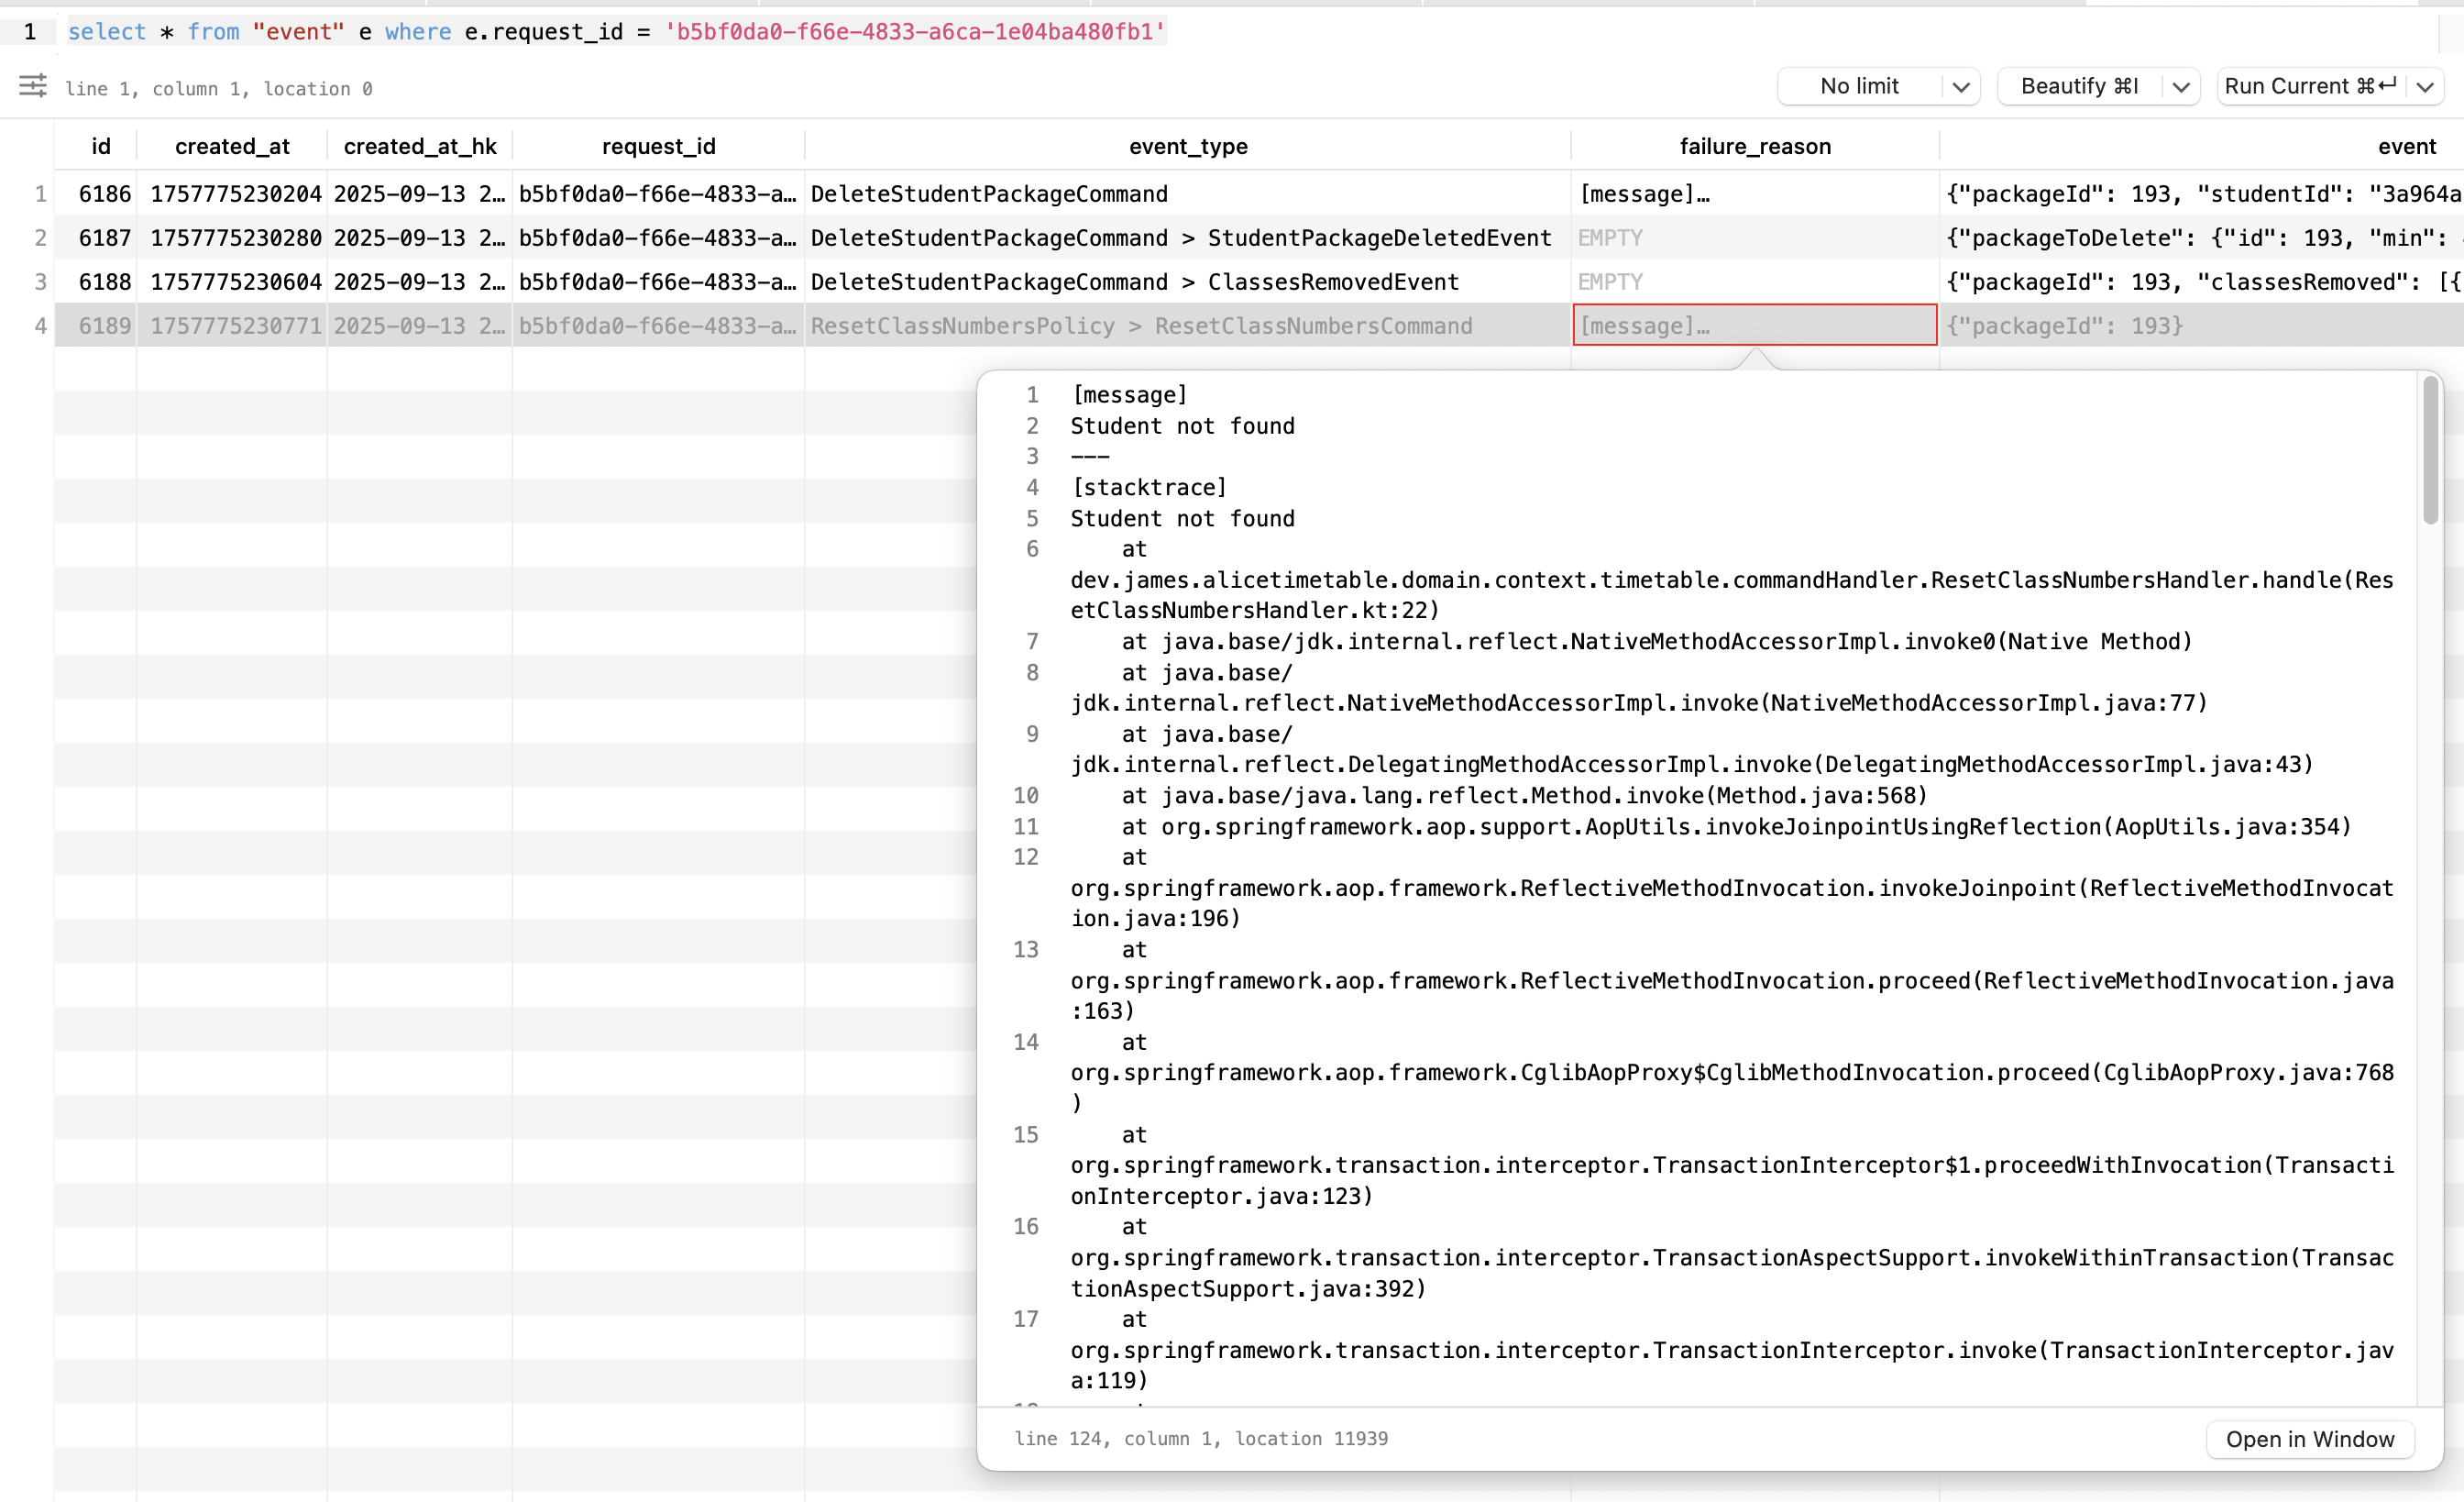 1 select * from "event" e where e.request_id = 'b5bf0da0-f66e-4833-a6ca-1e04ba480fb1'
line 1, column 1, location 0
No limit Beautify ⌘I Run Current ⌘↩
id created_at created_at_hk request_id event_type failure_reason event
1 6186 1757775230204 2025-09-13 2… b5bf0da0-f66e-4833-a… DeleteStudentPackageCommand [message]… {"packageId": 193, "studentId": "3a964a
2 6187 1757775230280 2025-09-13 2… b5bf0da0-f66e-4833-a… DeleteStudentPackageCommand > StudentPackageDeletedEvent EMPTY {"packageToDelete": {"id": 193, "min":
3 6188 1757775230604 2025-09-13 2… b5bf0da0-f66e-4833-a… DeleteStudentPackageCommand > ClassesRemovedEvent EMPTY {"packageId": 193, "classesRemoved": [{
4 6189 1757775230771 2025-09-13 2… b5bf0da0-f66e-4833-a… ResetClassNumbersPolicy > ResetClassNumbersCommand [message]… {"packageId": 193}
1 [message]
2 Student not found
3 ---
4 [stacktrace]
5 Student not found
6 at
dev.james.alicetimetable.domain.context.timetable.commandHandler.ResetClassNumbersHandler.handle(Res
etClassNumbersHandler.kt:22)
7 at java.base/jdk.internal.reflect.NativeMethodAccessorImpl.invoke0(Native Method)
8 at java.base/
jdk.internal.reflect.NativeMethodAccessorImpl.invoke(NativeMethodAccessorImpl.java:77)
9 at java.base/
jdk.internal.reflect.DelegatingMethodAccessorImpl.invoke(DelegatingMethodAccessorImpl.java:43)
10 at java.base/java.lang.reflect.Method.invoke(Method.java:568)
11 at org.springframework.aop.support.AopUtils.invokeJoinpointUsingReflection(AopUtils.java:354)
12 at
org.springframework.aop.framework.ReflectiveMethodInvocation.invokeJoinpoint(ReflectiveMethodInvocat
ion.java:196)
13 at
org.springframework.aop.framework.ReflectiveMethodInvocation.proceed(ReflectiveMethodInvocation.java
:163)
14 at
org.springframework.aop.framework.CglibAopProxy$CglibMethodInvocation.proceed(CglibAopProxy.java:768
)
15 at
org.springframework.transaction.interceptor.TransactionInterceptor$1.proceedWithInvocation(Transacti
onInterceptor.java:123)
16 at
org.springframework.transaction.interceptor.TransactionAspectSupport.invokeWithinTransaction(Transac
tionAspectSupport.java:392)
17 at
org.springframework.transaction.interceptor.TransactionInterceptor.invoke(TransactionInterceptor.jav
a:119)
line 124, column 1, location 11939
Open in Window